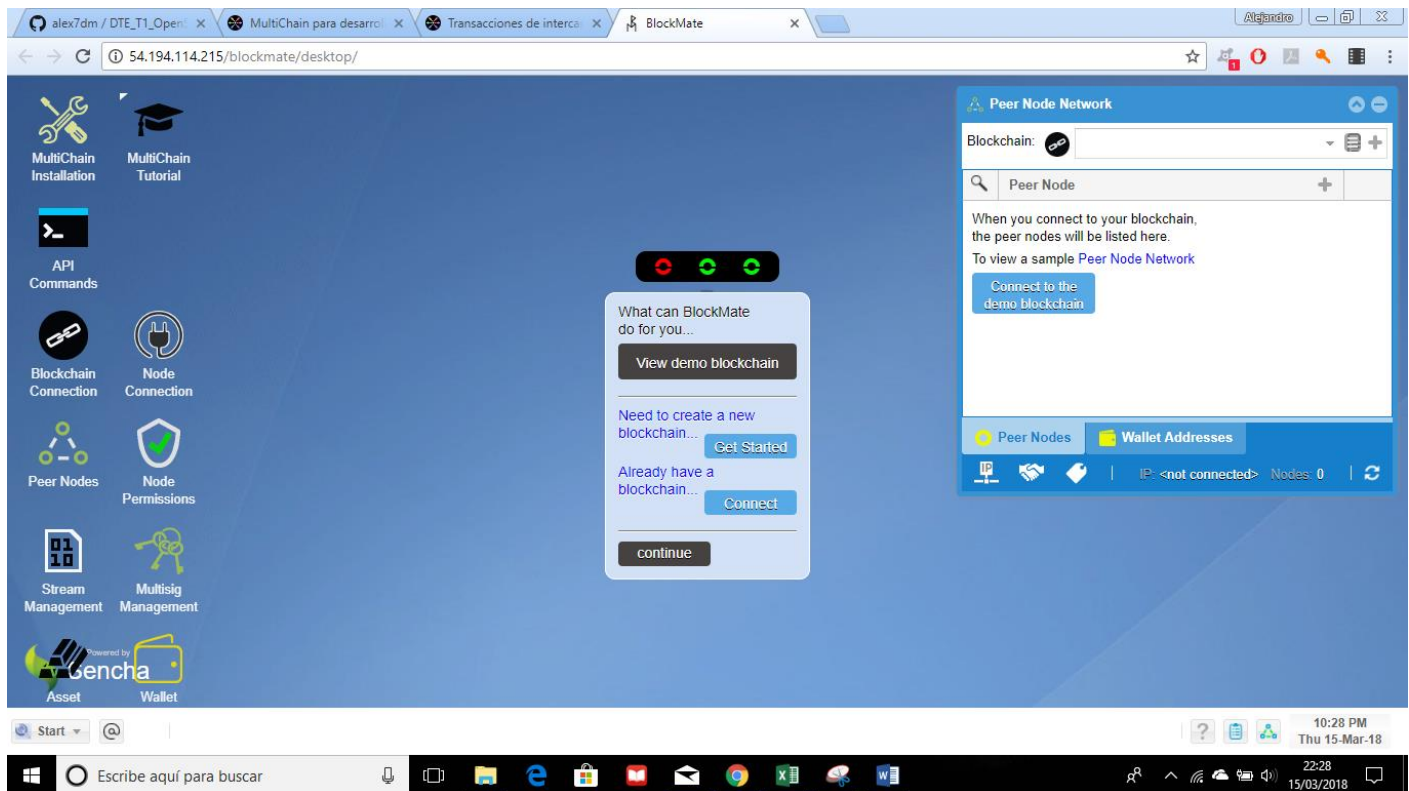 alex7dm / DTE_T1_Open
MultiChain para desarrol
Transacciones de interca
BlockMate
Alejandro
54.194.114.215/blockmate/desktop/
1
MultiChain
Installation
MultiChain
Tutorial
API
Commands
Blockchain
Connection
Node
Connection
Peer Nodes
Node
Permissions
01
10
Stream
Management
Multisig
Management
Powered by
Sencha
Asset
Wallet
What can BlockMate
do for you...
View demo blockchain
Need to create a new
blockchain...
Get Started
Already have a
blockchain...
Connect
continue
Peer Node Network
Blockchain:
Peer Node
When you connect to your blockchain,
the peer nodes will be listed here.
To view a sample Peer Node Network
Connect to the
demo blockchain
Peer Nodes
Wallet Addresses
IP
IP: <not connected> Nodes: 0
Start
@
?
10:28 PM
Thu 15-Mar-18
Escribe aquí para buscar
22:28
15/03/2018